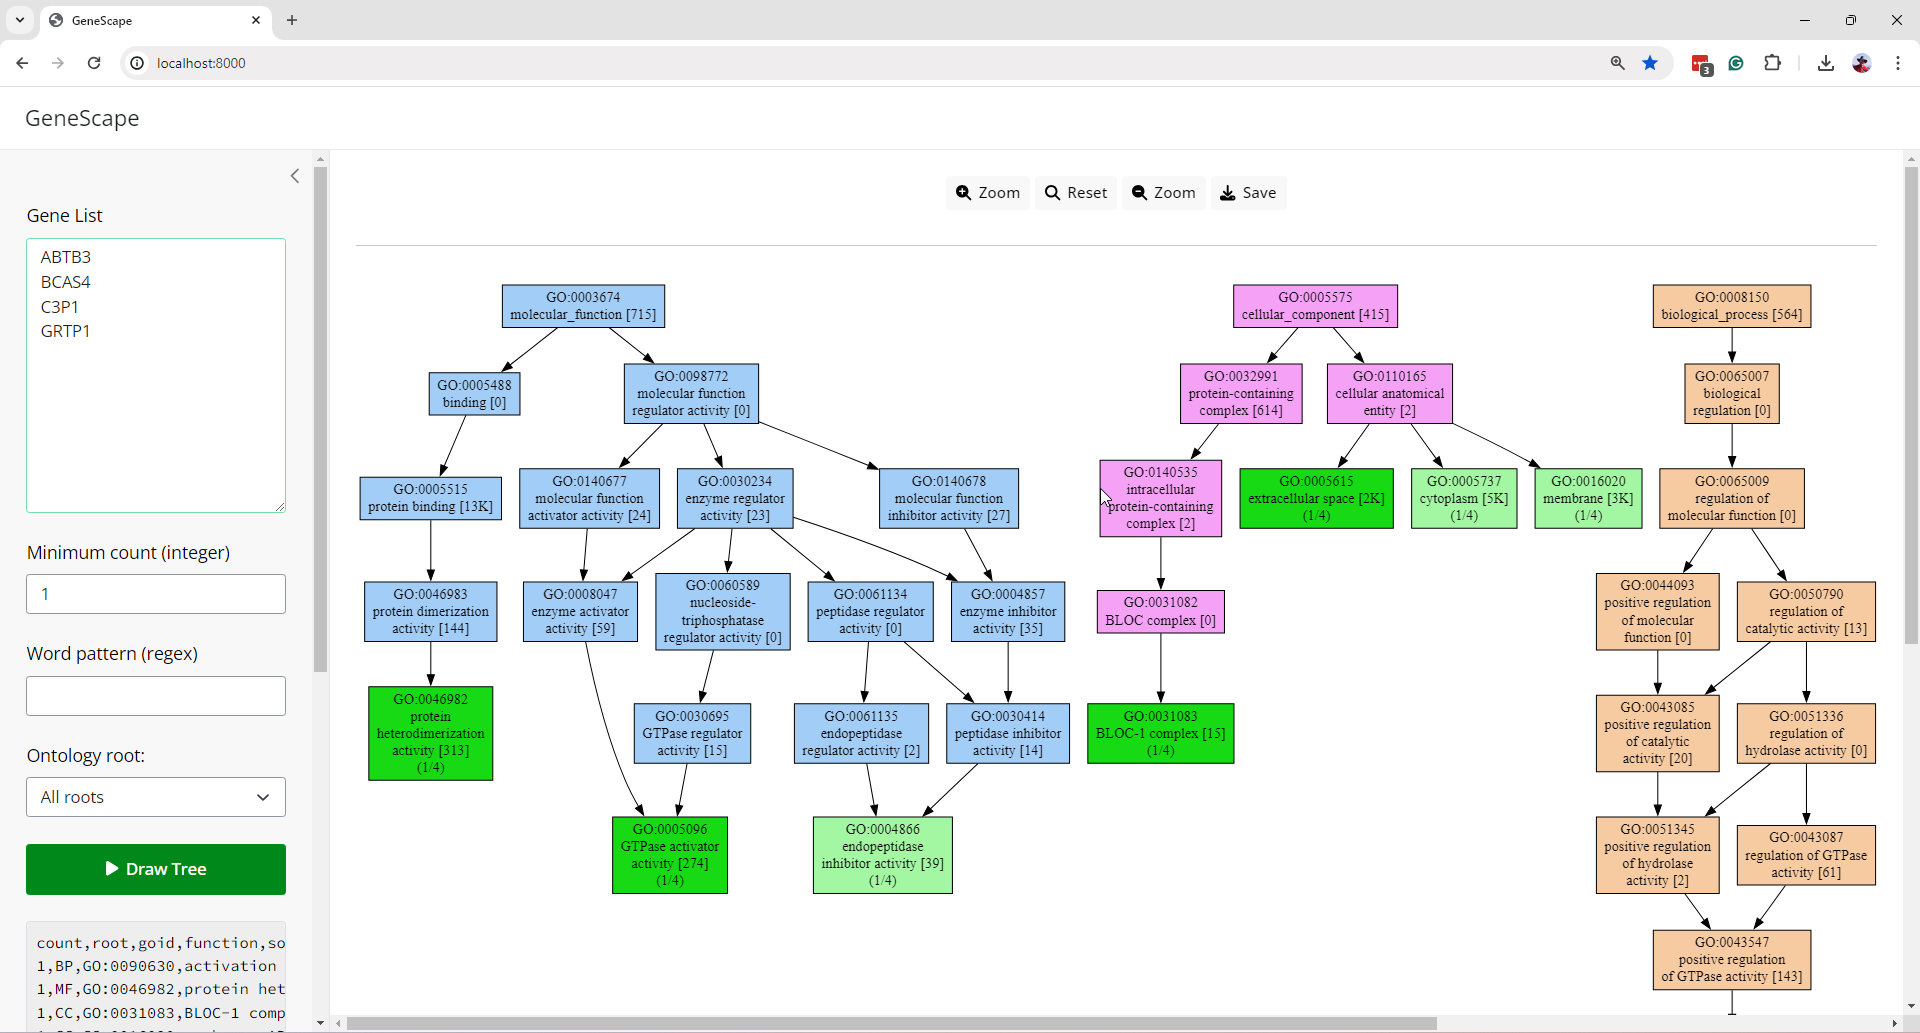 GeneScape
localhost:8000
3
GeneScape
Gene List
ABTB3
BCAS4
C3P1
GRTP1
Minimum count (integer)
1
Word pattern (regex)
Ontology root:
All roots
Draw Tree
count,root,goid,function,so
1,BP,GO:0090630,activation
1,MF,GO:0046982,protein het
1,CC,GO:0031083,BLOC-1 comp
Zoom
Reset
Zoom
Save
GO:0003674
molecular_function [715]
GO:0005488
binding [0]
GO:0098772
molecular function
regulator activity [0]
GO:0005515
protein binding [13K]
GO:0140677
molecular function
activator activity [24]
GO:0030234
enzyme regulator
activity [23]
GO:0140678
molecular function
inhibitor activity [27]
GO:0046983
protein dimerization
activity [144]
GO:0008047
enzyme activator
activity [59]
GO:0060589
nucleoside-
triphosphatase
regulator activity [0]
GO:0061134
peptidase regulator
activity [0]
GO:0004857
enzyme inhibitor
activity [35]
GO:0046982
protein
heterodimerization
activity [313]
(1/4)
GO:0030695
GTPase regulator
activity [15]
GO:0061135
endopeptidase
regulator activity [2]
GO:0030414
peptidase inhibitor
activity [14]
GO:0005096
GTPase activator
activity [274]
(1/4)
GO:0004866
endopeptidase
inhibitor activity [39]
(1/4)
GO:0005575
cellular_component [415]
GO:0032991
protein-containing
complex [614]
GO:0110165
cellular anatomical
entity [2]
GO:0140535
intracellular
protein-containing
complex [2]
GO:0005615
extracellular space [2K]
(1/4)
GO:0005737
cytoplasm [5K]
(1/4)
GO:0016020
membrane [3K]
(1/4)
GO:0031082
BLOC complex [0]
GO:0031083
BLOC-1 complex [15]
(1/4)
GO:0008150
biological_process [564]
GO:0065007
biological
regulation [0]
GO:0065009
regulation of
molecular function [0]
GO:0044093
positive regulation
of molecular
function [0]
GO:0050790
regulation of
catalytic activity [13]
GO:0043085
positive regulation
of catalytic
activity [20]
GO:0051336
regulation of
hydrolase activity [0]
GO:0051345
positive regulation
of hydrolase
activity [2]
GO:0043087
regulation of GTPase
activity [61]
GO:0043547
positive regulation
of GTPase activity [143]